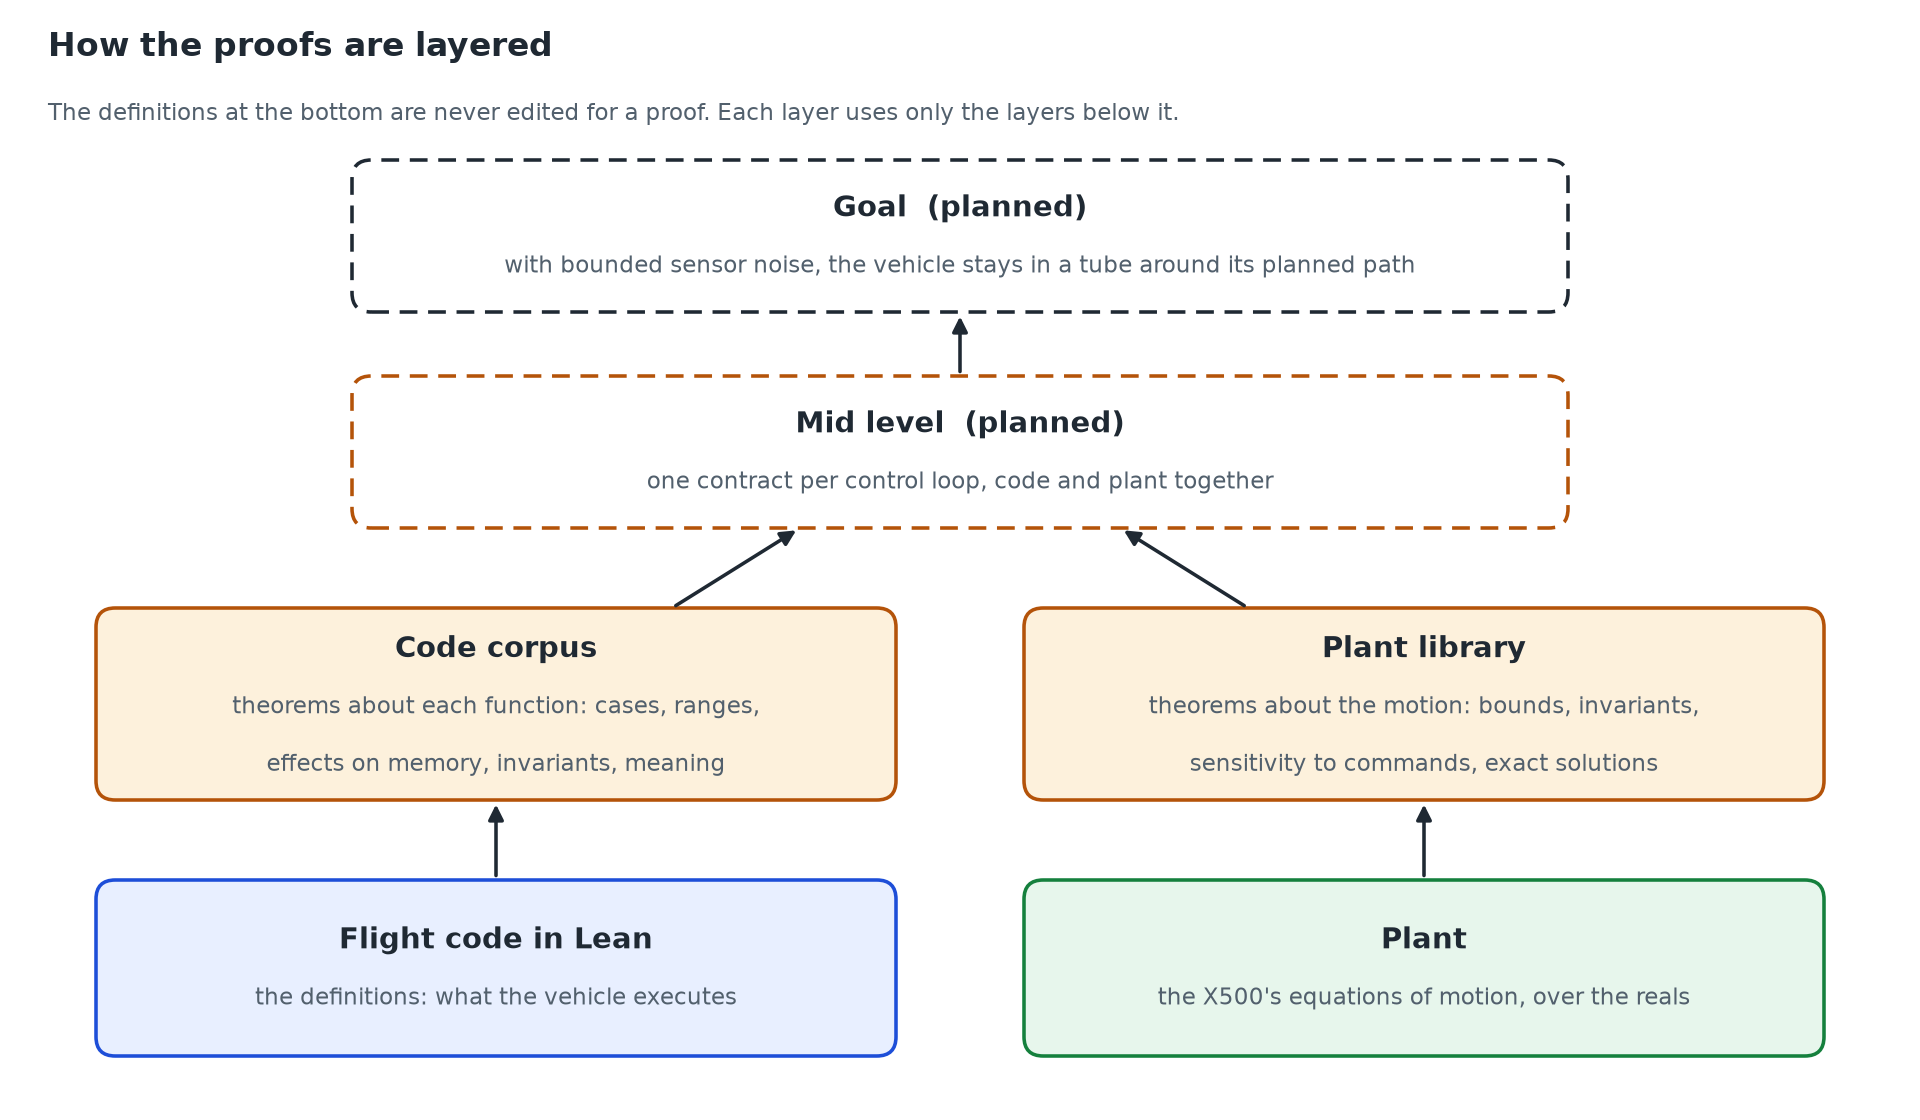 How the proofs are layered
The definitions at the bottom are never edited for a proof. Each layer uses only the layers below it.
Goal (planned)
with bounded sensor noise, the vehicle stays in a tube around its planned path
Mid level (planned)
one contract per control loop, code and plant together
Code corpus
theorems about each function: cases, ranges,
effects on memory, invariants, meaning
Plant library
theorems about the motion: bounds, invariants,
sensitivity to commands, exact solutions
Flight code in Lean
the definitions: what the vehicle executes
Plant
the X500's equations of motion, over the reals